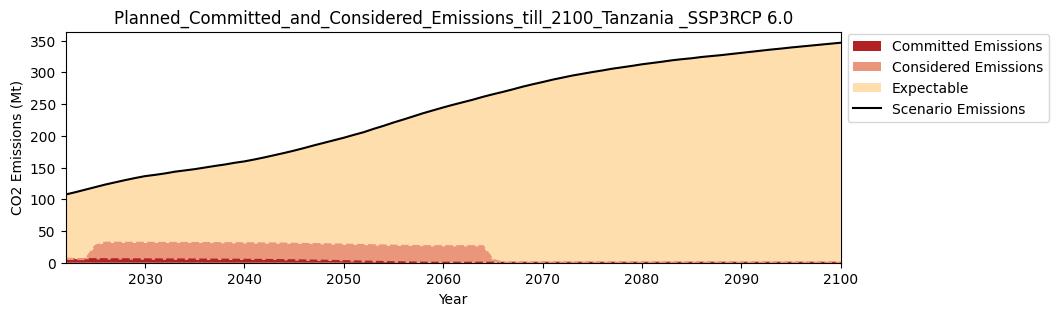 Planned_Committed_and_Considered_Emissions_till_2100_Tanzania _SSP3RCP 6.0
350
300
250
200
150
100
50
0
CO2 Emissions (Mt)
2030 2040 2050 2060 2070 2080 2090 2100
Year
Committed Emissions
Considered Emissions
Expectable
Scenario Emissions